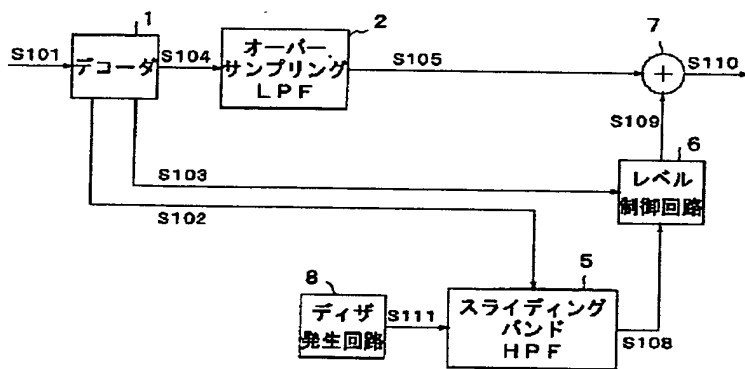 1
2
7
S101
デコーダ
S104
オーバー
サンプリング
LPF
S105
+
S110
S109
6
S103
レベル
制御回路
S102
8
5
ディザ
発生回路
S111
スライディング
バンド
HPF
S108